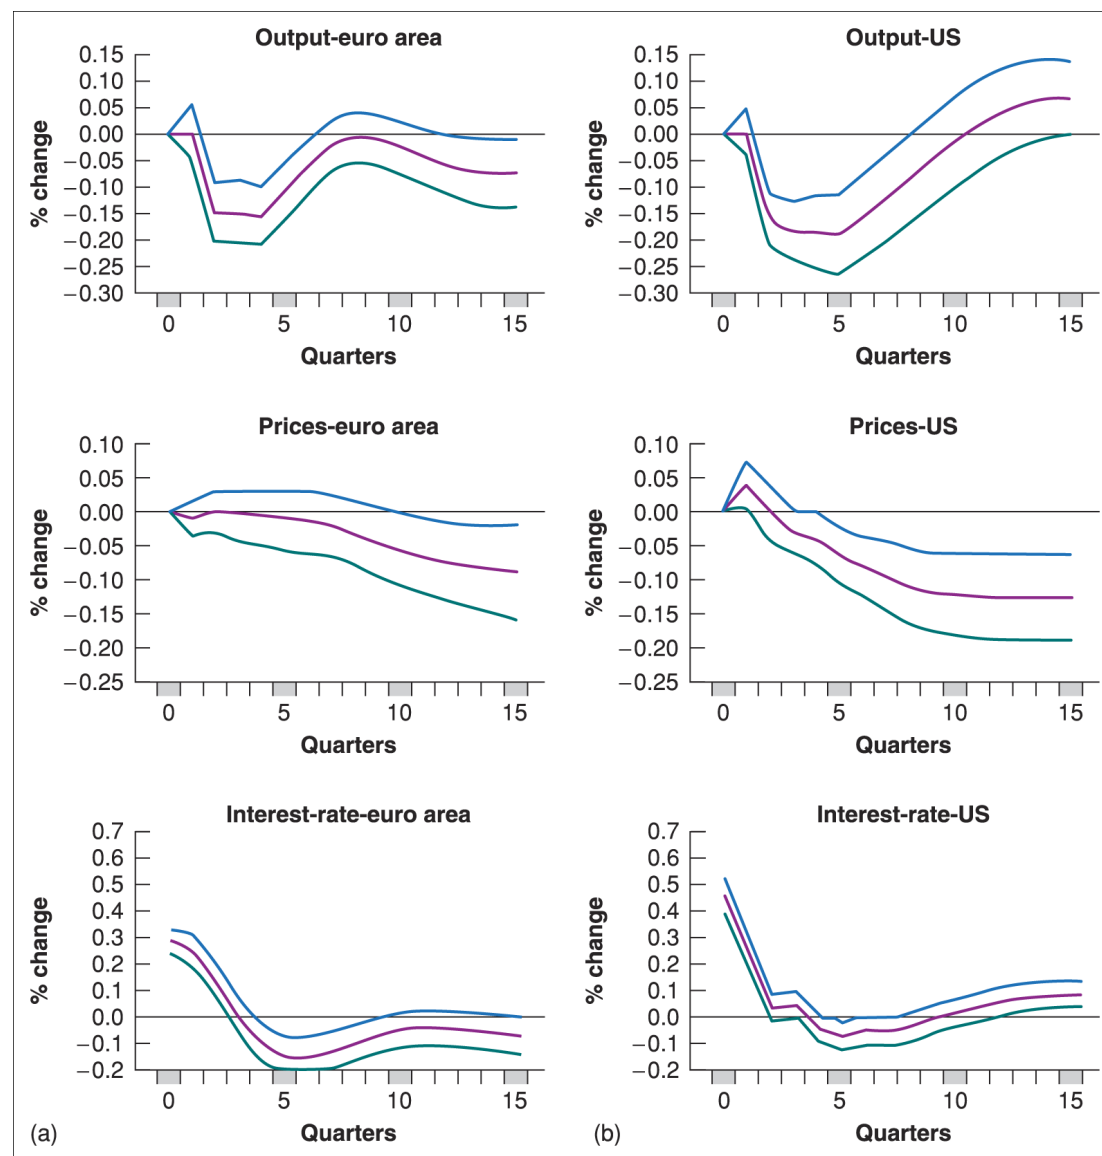 Output-euro area
0.15
0.10
0.05
0.00
−0.05
−0.10
−0.15
−0.20
−0.25
−0.30
% change
0 5 10 15
Quarters
Output-US
0.15
0.10
0.05
0.00
−0.05
−0.10
−0.15
−0.20
−0.25
−0.30
% change
0 5 10 15
Quarters
Prices-euro area
0.10
0.05
0.00
−0.05
−0.10
−0.15
−0.20
−0.25
% change
0 5 10 15
Quarters
Prices-US
0.10
0.05
0.00
−0.05
−0.10
−0.15
−0.20
−0.25
% change
0 5 10 15
Quarters
Interest-rate-euro area
0.7
0.6
0.5
0.4
0.3
0.2
0.1
0.0
−0.1
−0.2
% change
0 5 10 15
Quarters
(a)
Interest-rate-US
0.7
0.6
0.5
0.4
0.3
0.2
0.1
0.0
−0.1
−0.2
% change
0 5 10 15
Quarters
(b)